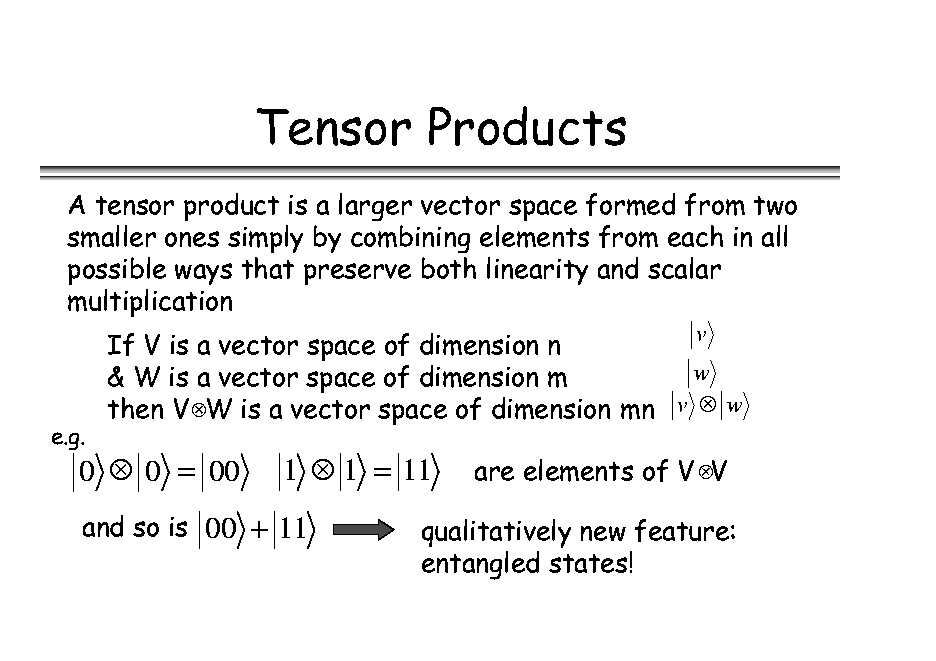 Tensor Products
A tensor product is a larger vector space formed from two
smaller ones simply by combining elements from each in all
possible ways that preserve both linearity and scalar
multiplication
If V is a vector space of dimension n |v⟩
& W is a vector space of dimension m |w⟩
then V⊗W is a vector space of dimension mn |v⟩⊗|w⟩
e.g.
|0⟩⊗|0⟩=|00⟩ |1⟩⊗|1⟩=|11⟩ are elements of V⊗V
and so is |00⟩+|11⟩ qualitatively new feature:
entangled states!